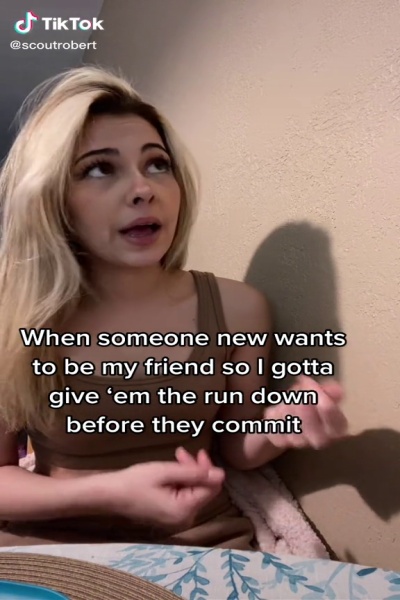 TikTok
@scoutrobert
When someone new wants
to be my friend so I gotta
give ‘em the run down
before they commit